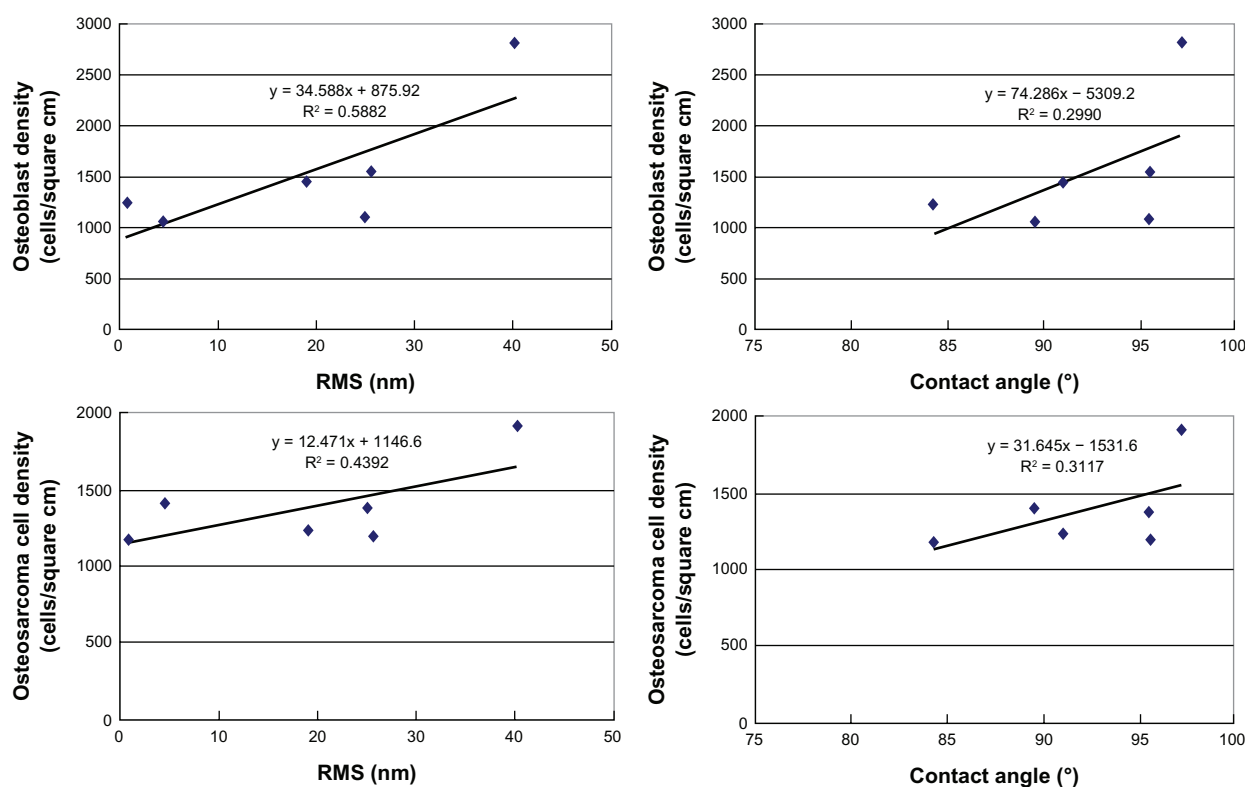 3000
2500
2000
1500
1000
500
0
Osteoblast density
(cells/square cm)
y = 34.588x + 875.92
R² = 0.5882
0 10 20 30 40 50
RMS (nm)
3000
2500
2000
1500
1000
500
0
Osteoblast density
(cells/square cm)
y = 74.286x − 5309.2
R² = 0.2990
75 80 85 90 95 100
Contact angle (°)
2000
1500
1000
500
0
Osteosarcoma cell density
(cells/square cm)
y = 12.471x + 1146.6
R² = 0.4392
0 10 20 30 40 50
RMS (nm)
2000
1500
1000
500
0
Osteosarcoma cell density
(cells/square cm)
y = 31.645x − 1531.6
R² = 0.3117
75 80 85 90 95 100
Contact angle (°)